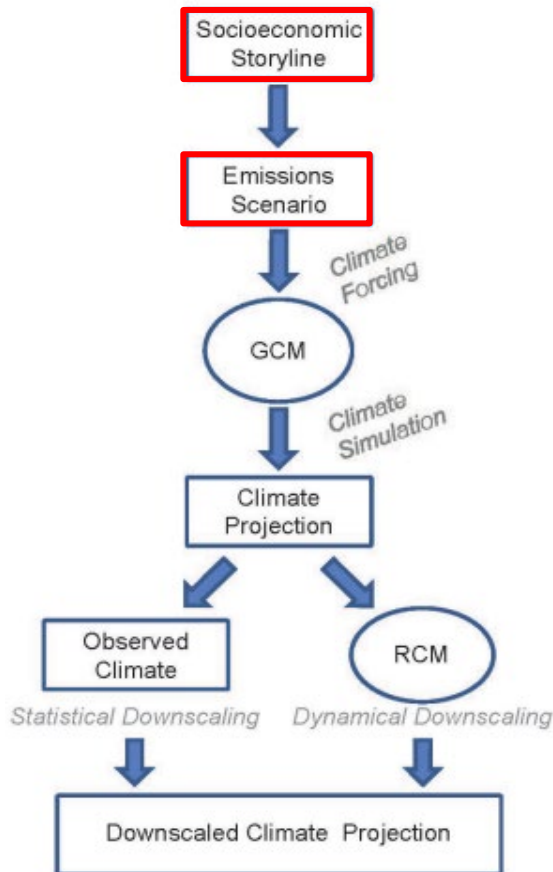 Socioeconomic
Storyline
Emissions
Scenario
Climate
Forcing
GCM
Climate
Simulation
Climate
Projection
Observed
Climate
RCM
Statistical Downscaling
Dynamical Downscaling
Downscaled Climate Projection